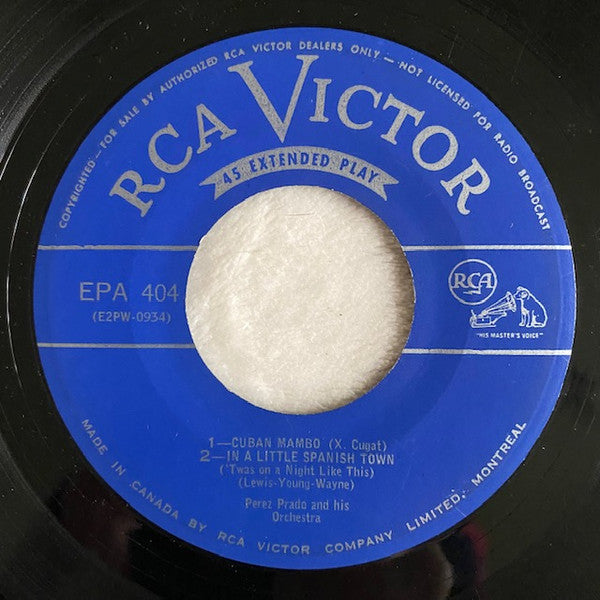 COPYRIGHTED — FOR SALE BY AUTHORIZED RCA VICTOR DEALERS ONLY — NOT LICENSED FOR RADIO BROADCAST
RCA VICTOR
45 EXTENDED PLAY
EPA 404
(E2PW-0934)
RCA
"HIS MASTER'S VOICE"
1—CUBAN MAMBO (X. Cugat)
2—IN A LITTLE SPANISH TOWN
('Twas on a Night Like This)
(Lewis-Young-Wayne)
Perez Prado and his
Orchestra
MADE IN CANADA BY RCA VICTOR COMPANY LIMITED, MONTREAL